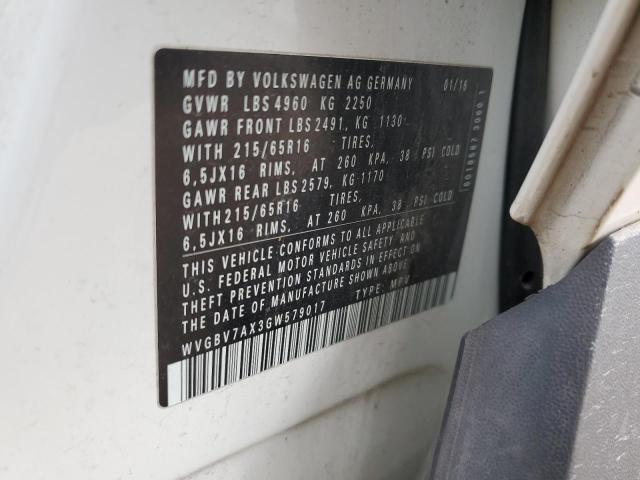 MFD BY VOLKSWAGEN AG GERMANY 01/16
GVWR LBS 4960 KG 2250
GAWR FRONT LBS 2491, KG 1130
WITH 215/65R16 TIRES,
6,5JX16 RIMS, AT 260 KPA, 38 PSI COLD
GAWR REAR LBS 2579, KG 1170
WITH 215/65R16 TIRES,
6,5JX16 RIMS, AT 260 KPA, 38 PSI COLD
THIS VEHICLE CONFORMS TO ALL APPLICABLE
U.S. FEDERAL MOTOR VEHICLE SAFETY AND
THEFT PREVENTION STANDARDS IN EFFECT ON
THE DATE OF MANUFACTURE SHOWN ABOVE
WVGBV7AX3GW579017 TYPE: MPV